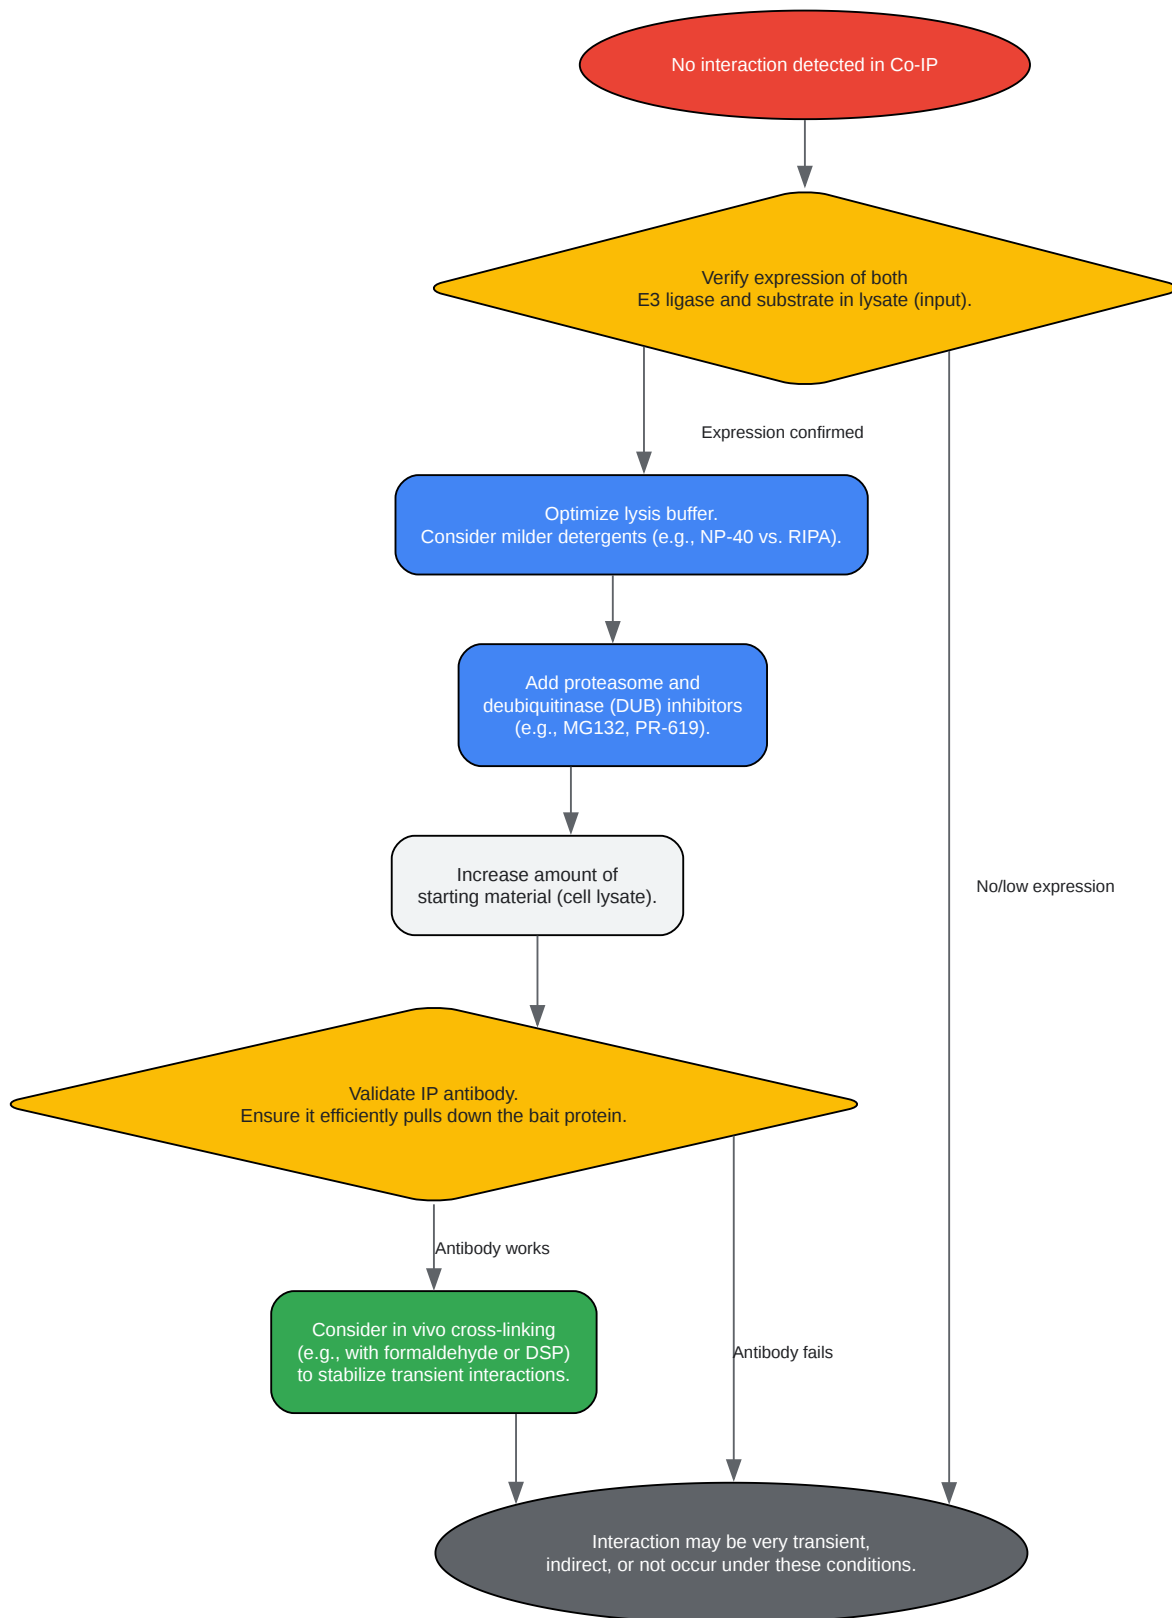 No interaction detected in Co-IP
Verify expression of both
E3 ligase and substrate in lysate (input).
Expression confirmed
Optimize lysis buffer.
Consider milder detergents (e.g., NP-40 vs. RIPA).
Add proteasome and
deubiquitinase (DUB) inhibitors
(e.g., MG132, PR-619).
Increase amount of
starting material (cell lysate).
No/low expression
Validate IP antibody.
Ensure it efficiently pulls down the bait protein.
Antibody works
Consider in vivo cross-linking
(e.g., with formaldehyde or DSP)
to stabilize transient interactions.
Antibody fails
Interaction may be very transient,
indirect, or not occur under these conditions.